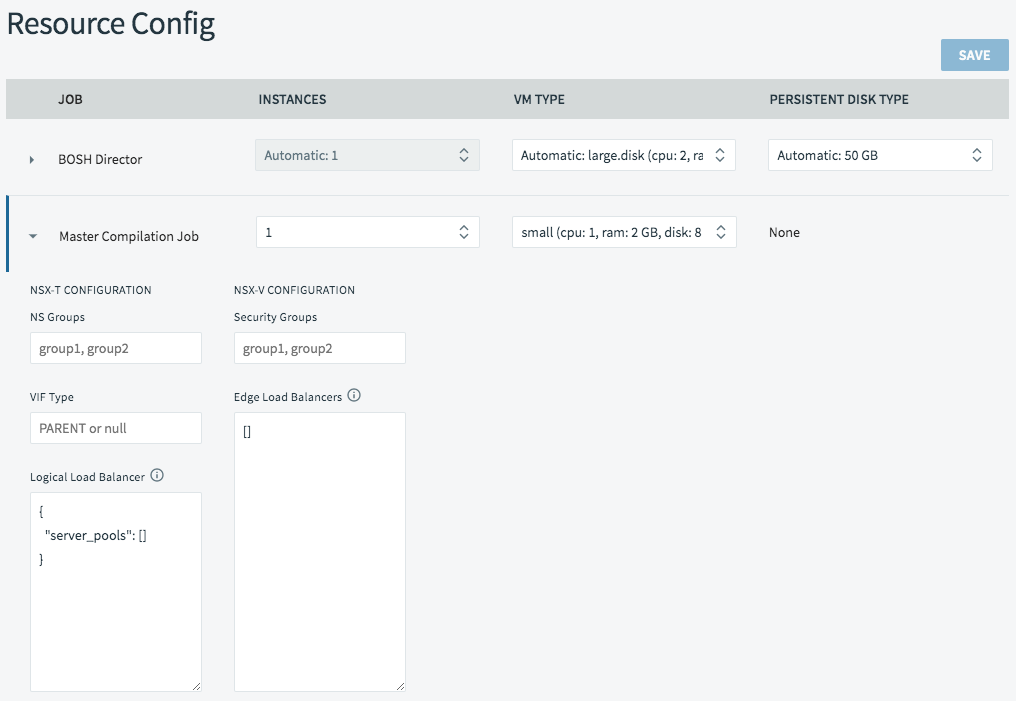 Resource Config
SAVE
JOB INSTANCES VM TYPE PERSISTENT DISK TYPE
BOSH Director Automatic: 1 Automatic: large.disk (cpu: 2, ra Automatic: 50 GB
Master Compilation Job 1 small (cpu: 1, ram: 2 GB, disk: 8 None
NSX-T CONFIGURATION NSX-V CONFIGURATION
NS Groups Security Groups
group1, group2 group1, group2
VIF Type Edge Load Balancers
PARENT or null []
Logical Load Balancer
{
"server_pools": []
}